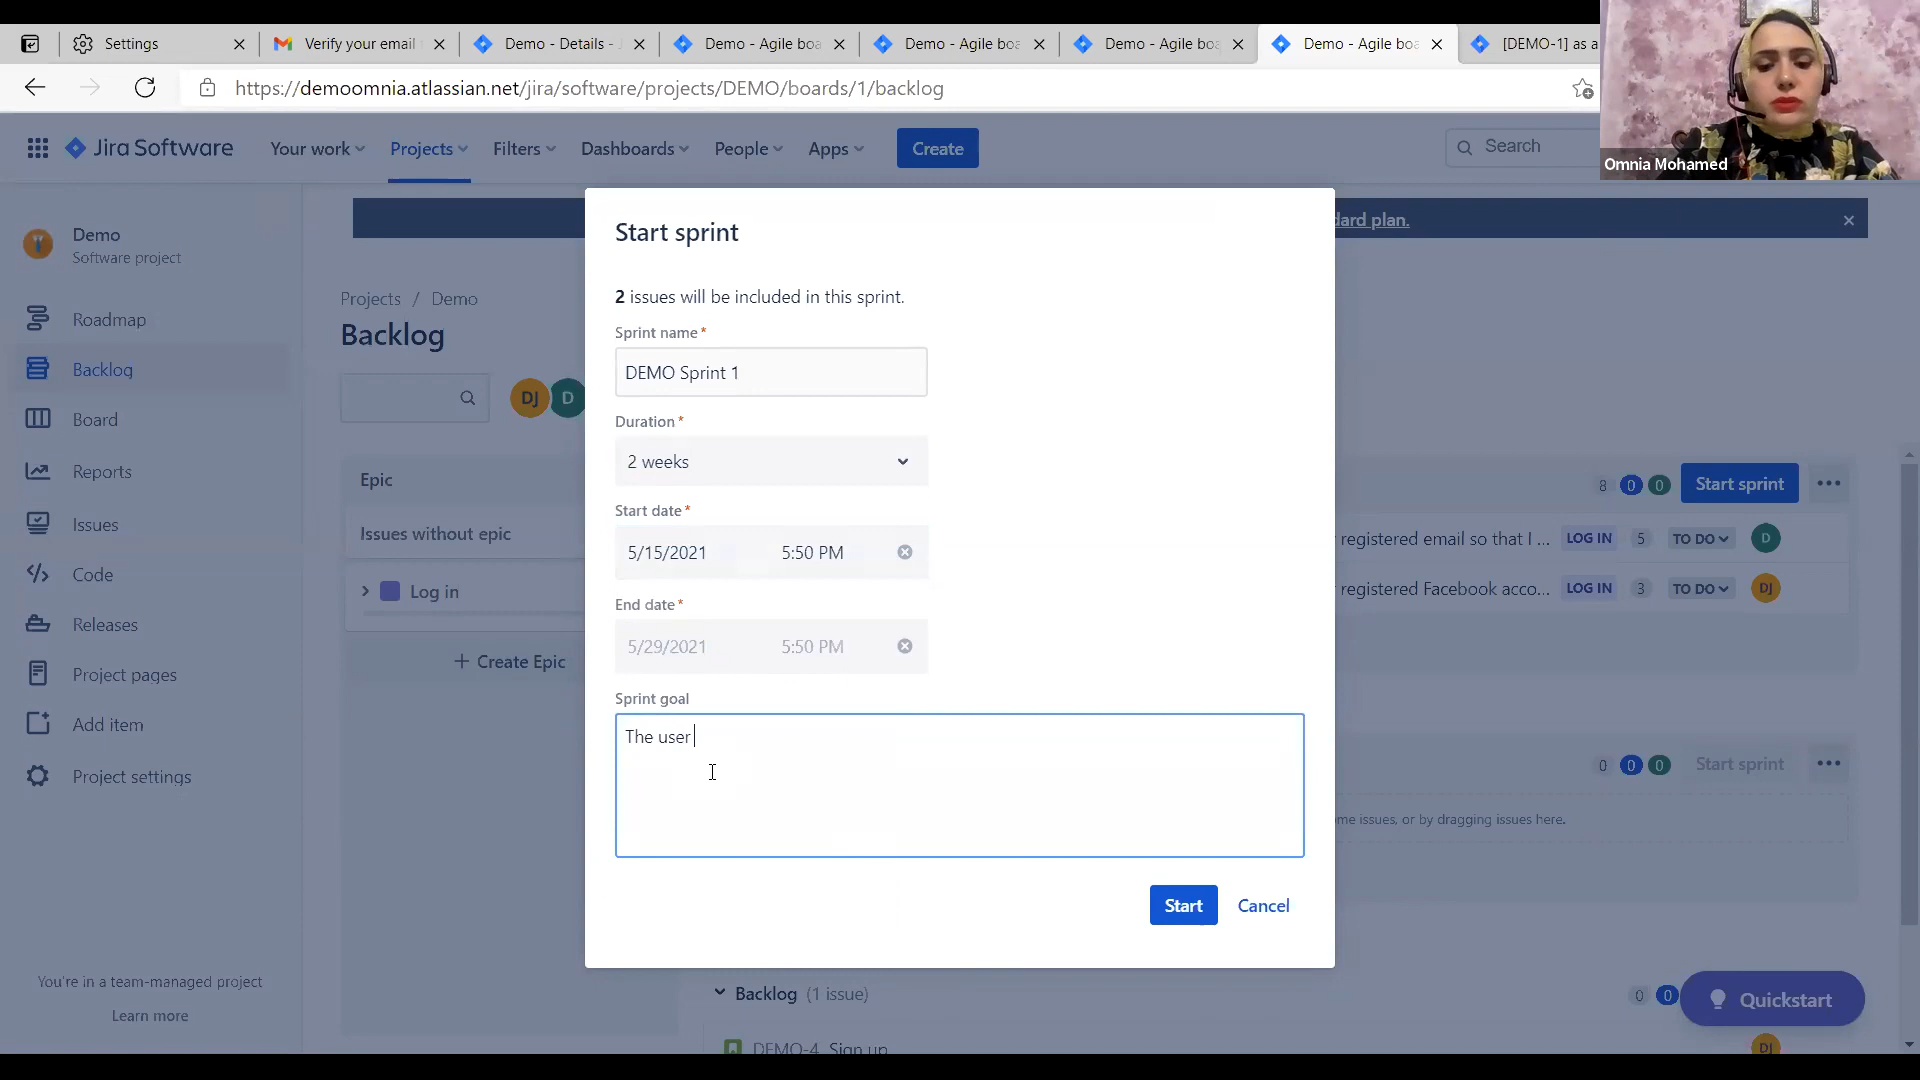 Settings
Verify your email
Demo - Details - J
Demo - Agile boa
Demo - Agile boa
Demo - Agile boa
Demo - Agile boa
[DEMO-1] as a
https://demoomnia.atlassian.net/jira/software/projects/DEMO/boards/1/backlog
Omnia Mohamed
Jira Software
Your work
Projects
Filters
Dashboards
People
Apps
Create
Search
dard plan.
Demo
Software project
Roadmap
Backlog
Board
Reports
Issues
Code
Releases
Project pages
Add item
Project settings
You're in a team-managed project
Learn more
Projects / Demo
Backlog
DJ
D
Epic
Issues without epic
Log in
+ Create Epic
Start sprint
2 issues will be included in this sprint.
Sprint name*
DEMO Sprint 1
Duration*
2 weeks
Start date*
5/15/2021 5:50 PM
End date*
5/29/2021 5:50 PM
Sprint goal
The user
Start
Cancel
8 0 0 Start sprint
registered email so that I ... LOG IN 5 TO DO D
registered Facebook acco... LOG IN 3 TO DO DJ
0 0 0 Start sprint
me issues, or by dragging issues here.
Backlog (1 issue)
0 0
Quickstart
DEMO-4 Sign up
DJ